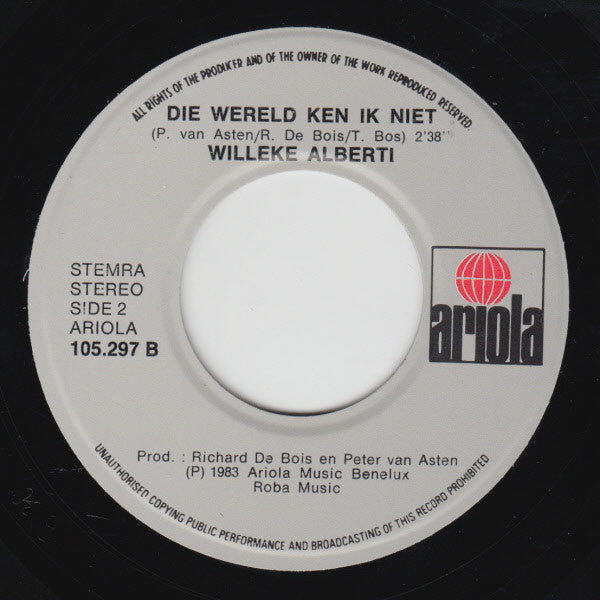 ALL RIGHTS OF THE PRODUCER AND OF THE OWNER OF THE WORK REPRODUCED RESERVED.
DIE WERELD KEN IK NIET
(P. van Asten/R. De Bois/T. Bos) 2'38"
WILLEKE ALBERTI
STEMRA
STEREO
SIDE 2
ARIOLA
105.297 B
ariola
Prod. : Richard De Bois en Peter van Asten
(P) 1983 Ariola Music Benelux
Roba Music
UNAUTHORISED COPYING PUBLIC PERFORMANCE AND BROADCASTING OF THIS RECORD PROHIBITED